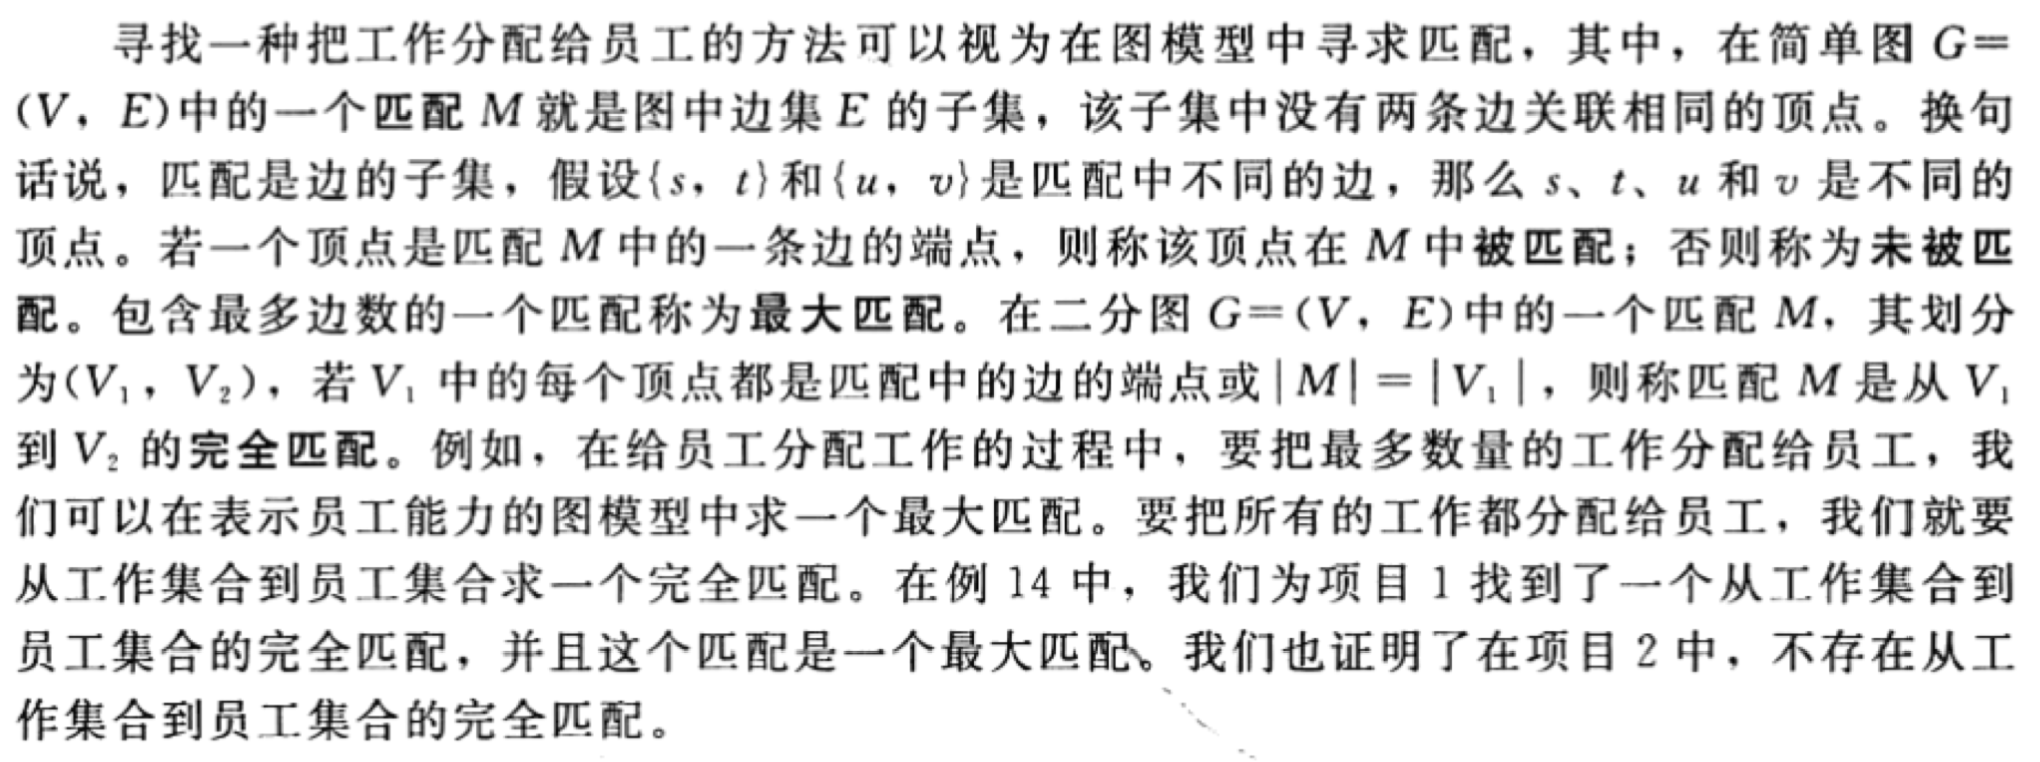 寻找一种把工作分配给员工的方法可以视为在图模型中寻求匹配，其中，在简单图 G=
(V，E)中的一个匹配 M 就是图中边集 E 的子集，该子集中没有两条边关联相同的顶点。换句
话说，匹配是边的子集，假设{s，t}和{u，v}是匹配中不同的边，那么 s、t、u 和 v 是不同的
顶点。若一个顶点是匹配 M 中的一条边的端点，则称该顶点在 M 中被匹配；否则称为未被匹
配。包含最多边数的一个匹配称为最大匹配。在二分图 G=(V，E)中的一个匹配 M，其划分
为(V₁，V₂)，若 V₁ 中的每个顶点都是匹配中的边的端点或|M|=|V₁|，则称匹配 M 是从 V₁
到 V₂ 的完全匹配。例如，在给员工分配工作的过程中，要把最多数量的工作分配给员工，我
们可以在表示员工能力的图模型中求一个最大匹配。要把所有的工作都分配给员工，我们就要
从工作集合到员工集合求一个完全匹配。在例 14 中，我们为项目 1 找到了一个从工作集合到
员工集合的完全匹配，并且这个匹配是一个最大匹配。我们也证明了在项目 2 中，不存在从工
作集合到员工集合的完全匹配。